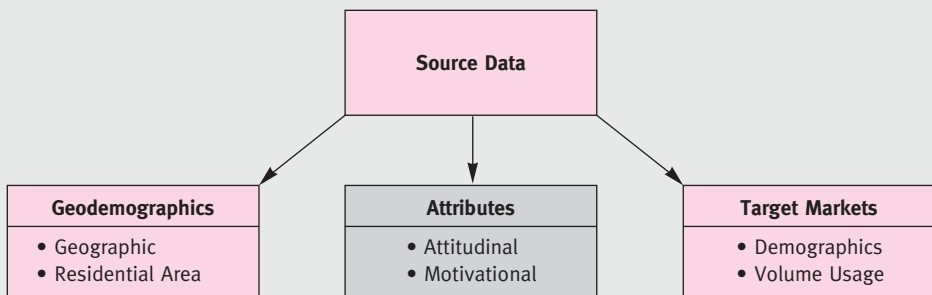 Source Data
Geodemographics
• Geographic
• Residential Area
Attributes
• Attitudinal
• Motivational
Target Markets
• Demographics
• Volume Usage